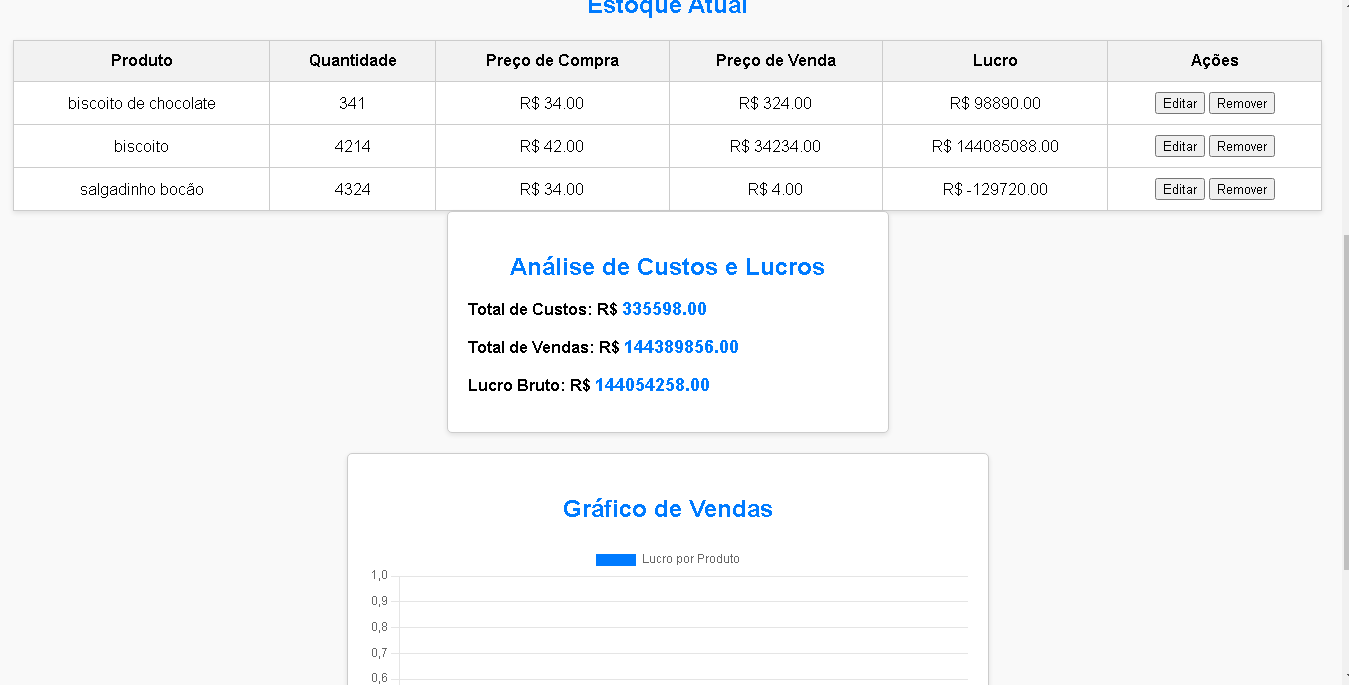 Estoque Atual
Produto Quantidade Preço de Compra Preço de Venda Lucro Ações
biscoito de chocolate 341 R$ 34.00 R$ 324.00 R$ 98890.00 Editar Remover
biscoito 4214 R$ 42.00 R$ 34234.00 R$ 144085088.00 Editar Remover
salgadinho bocão 4324 R$ 34.00 R$ 4.00 R$ -129720.00 Editar Remover
Análise de Custos e Lucros
Total de Custos: R$ 335598.00
Total de Vendas: R$ 144389856.00
Lucro Bruto: R$ 144054258.00
Gráfico de Vendas
Lucro por Produto
1,0
0,9
0,8
0,7
0,6